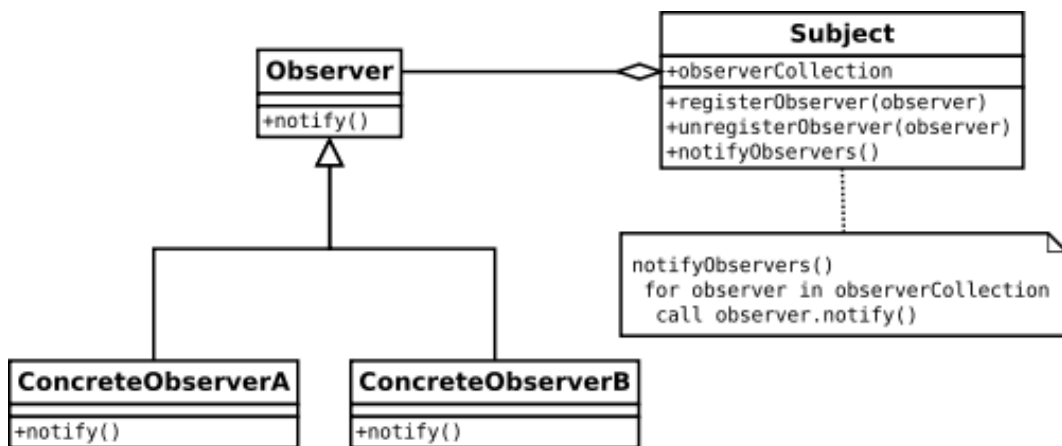 Observer
+notify()
Subject
+observerCollection
+registerObserver(observer)
+unregisterObserver(observer)
+notifyObservers()
notifyObservers()
for observer in observerCollection
call observer.notify()
ConcreteObserverA
+notify()
ConcreteObserverB
+notify()